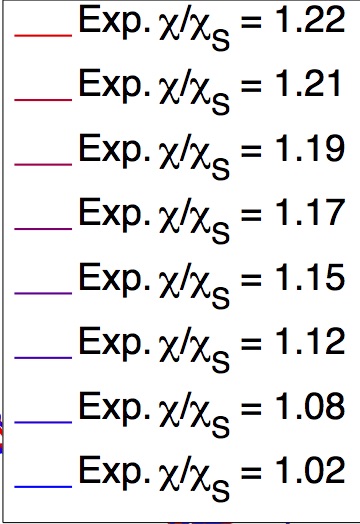 Exp. χ/χS = 1.22
Exp. χ/χS = 1.21
Exp. χ/χS = 1.19
Exp. χ/χS = 1.17
Exp. χ/χS = 1.15
Exp. χ/χS = 1.12
Exp. χ/χS = 1.08
Exp. χ/χS = 1.02